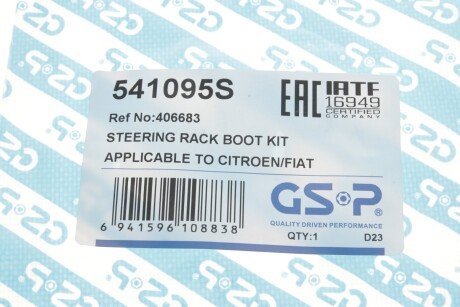 541095S
EAC
IATF
16949
CERTIFIED
COMPANY
Ref No:406683
STEERING RACK BOOT KIT
APPLICABLE TO CITROEN/FIAT
6 941596 108838
GSP
QUALITY DRIVEN PERFORMANCE
QTY:1 D23